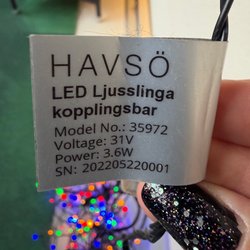 HAVSÖ
LED Ljusslinga
kopplingsbar
Model No.: 35972
Voltage: 31V
Power: 3.6W
SN: 202205220001